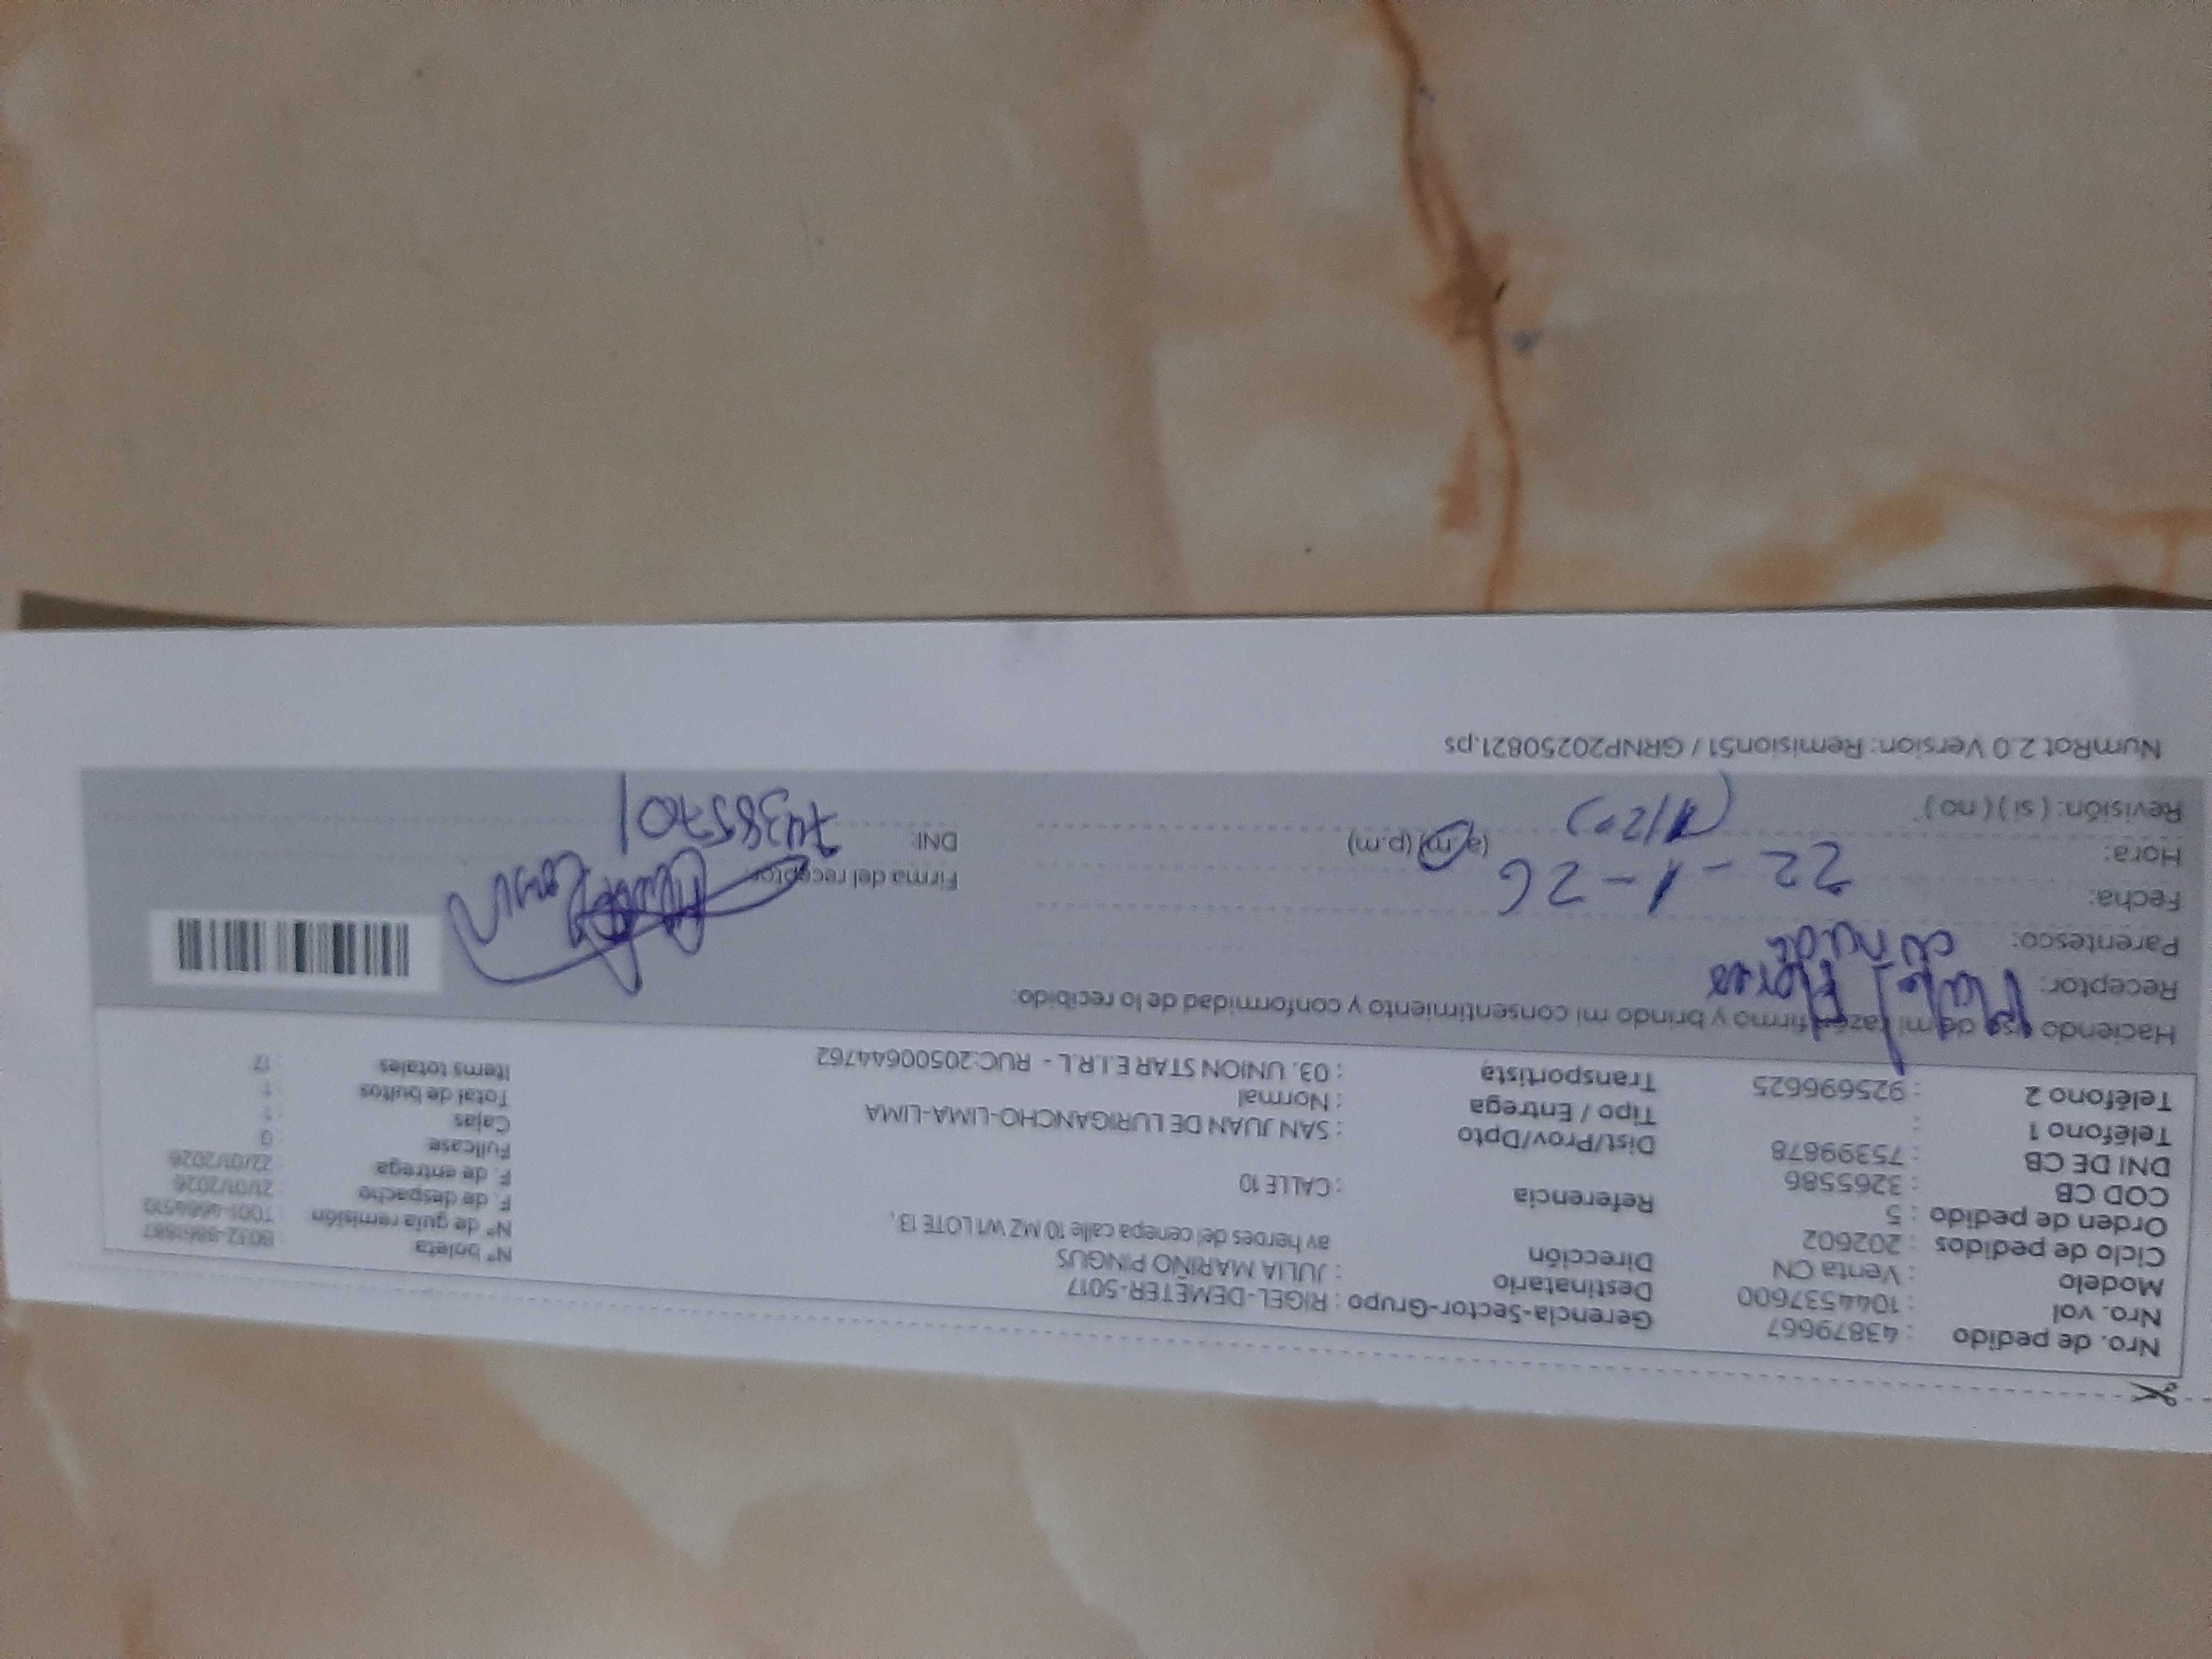 Nro. de pedido : 43879667
Nro. vol : 1044537600
Modelo : Venta CN
Ciclo de pedidos : 202602
Orden de pedido : 5
COD CB : 3265586
DNI DE CB : 75399678
Teléfono 1 :
Teléfono 2 : 925696625
Gerencia-Sector-Grupo : RIGEL-DEMETER-5017
Destinatario : JULIA MARINO PINGUS
Dirección av heroes del cenepa calle 10 MZ W1 LOTE 13,
Referencia : CALLE 10
Dist/Prov/Dpto : SAN JUAN DE LURIGANCHO-LIMA-LIMA
Tipo / Entrega : Normal
Transportista : 03. UNION STAR E.I.R.L - RUC:20500644762
N° boleta
N° de guía remisión
F. de despacho : 21/01/2026
F. de entrega : 22/01/2026
Fullcase : 0
Cajas : 1
Total de bultos : 1
Items totales : 17
Haciendo de mi firmo y brindo mi consentimiento y conformidad de lo recibido:
Receptor: Flores
Parentesco:
Fecha: 22-1-26
Hora: (a.m) (p.m)
Revisión: ( si ) ( no )
Firma del receptor:
DNI: 74385701
NumRot 2.0 Version: Remision51 / GRNP20250821.ps